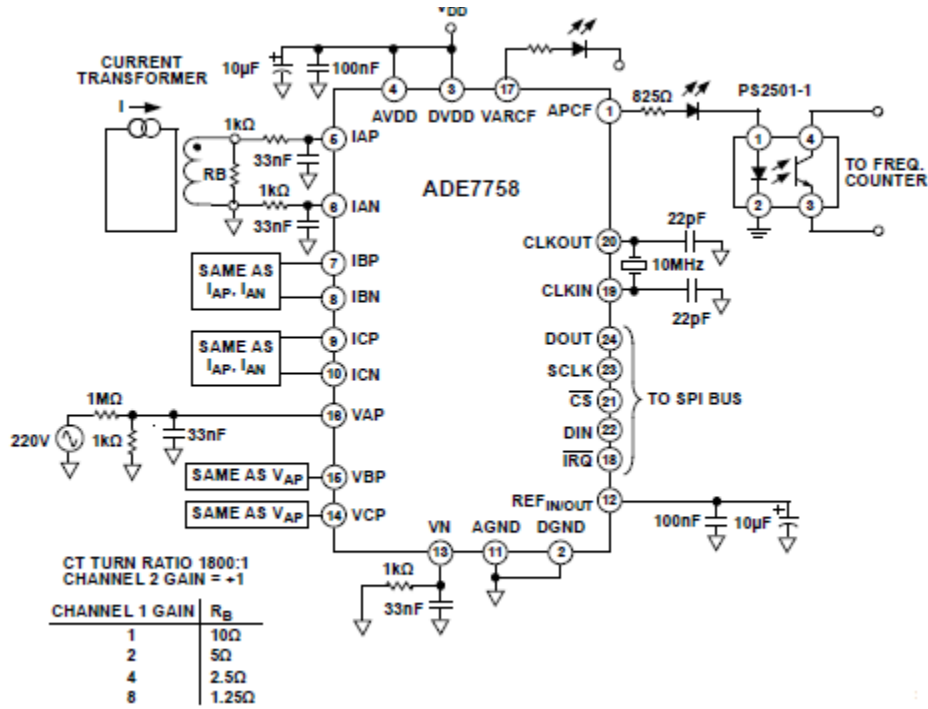 VDD
CURRENT
TRANSFORMER
I
10µF
100nF
4
3
17
AVDD
DVDD
VARCF
APCF
1
825Ω
PS2501-1
1
4
2
3
TO FREQ.
COUNTER
1kΩ
5
IAP
33nF
RB
1kΩ
6
IAN
33nF
ADE7758
SAME AS
IAP, IAN
7
IBP
8
IBN
SAME AS
IAP, IAN
9
ICP
10
ICN
CLKOUT
20
22pF
10MHz
CLKIN
19
22pF
DOUT
24
SCLK
23
CS
21
TO SPI BUS
DIN
22
IRQ
18
1MΩ
220V
1kΩ
33nF
16
VAP
SAME AS VAP
15
VBP
SAME AS VAP
14
VCP
REFIN/OUT
12
100nF
10µF
VN
AGND
DGND
13
11
2
1kΩ
33nF
CT TURN RATIO 1800:1
CHANNEL 2 GAIN = +1
CHANNEL 1 GAIN RB
1 10Ω
2 5Ω
4 2.5Ω
8 1.25Ω